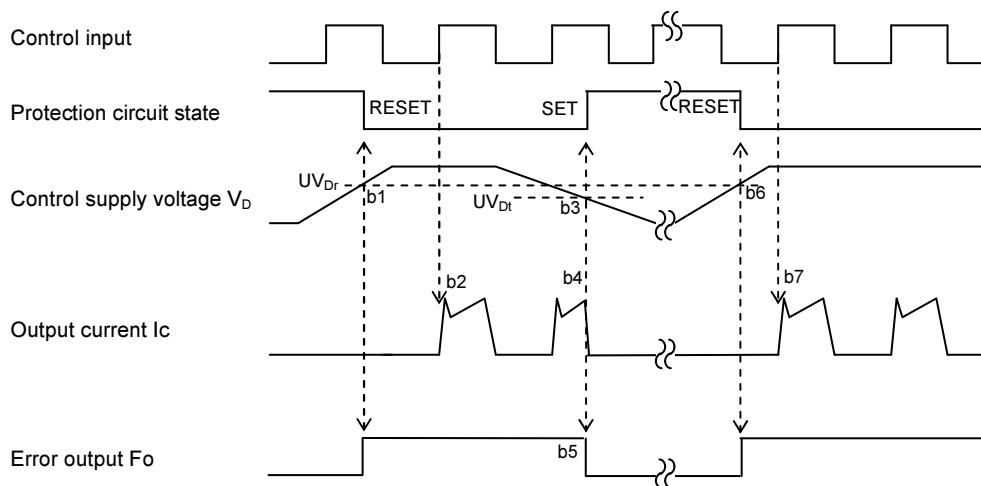 Control input
Protection circuit state
RESET
SET
RESET
Control supply voltage VD
UVDr
b1
UVDt
b3
b6
Output current Ic
b2
b4
b7
Error output Fo
b5